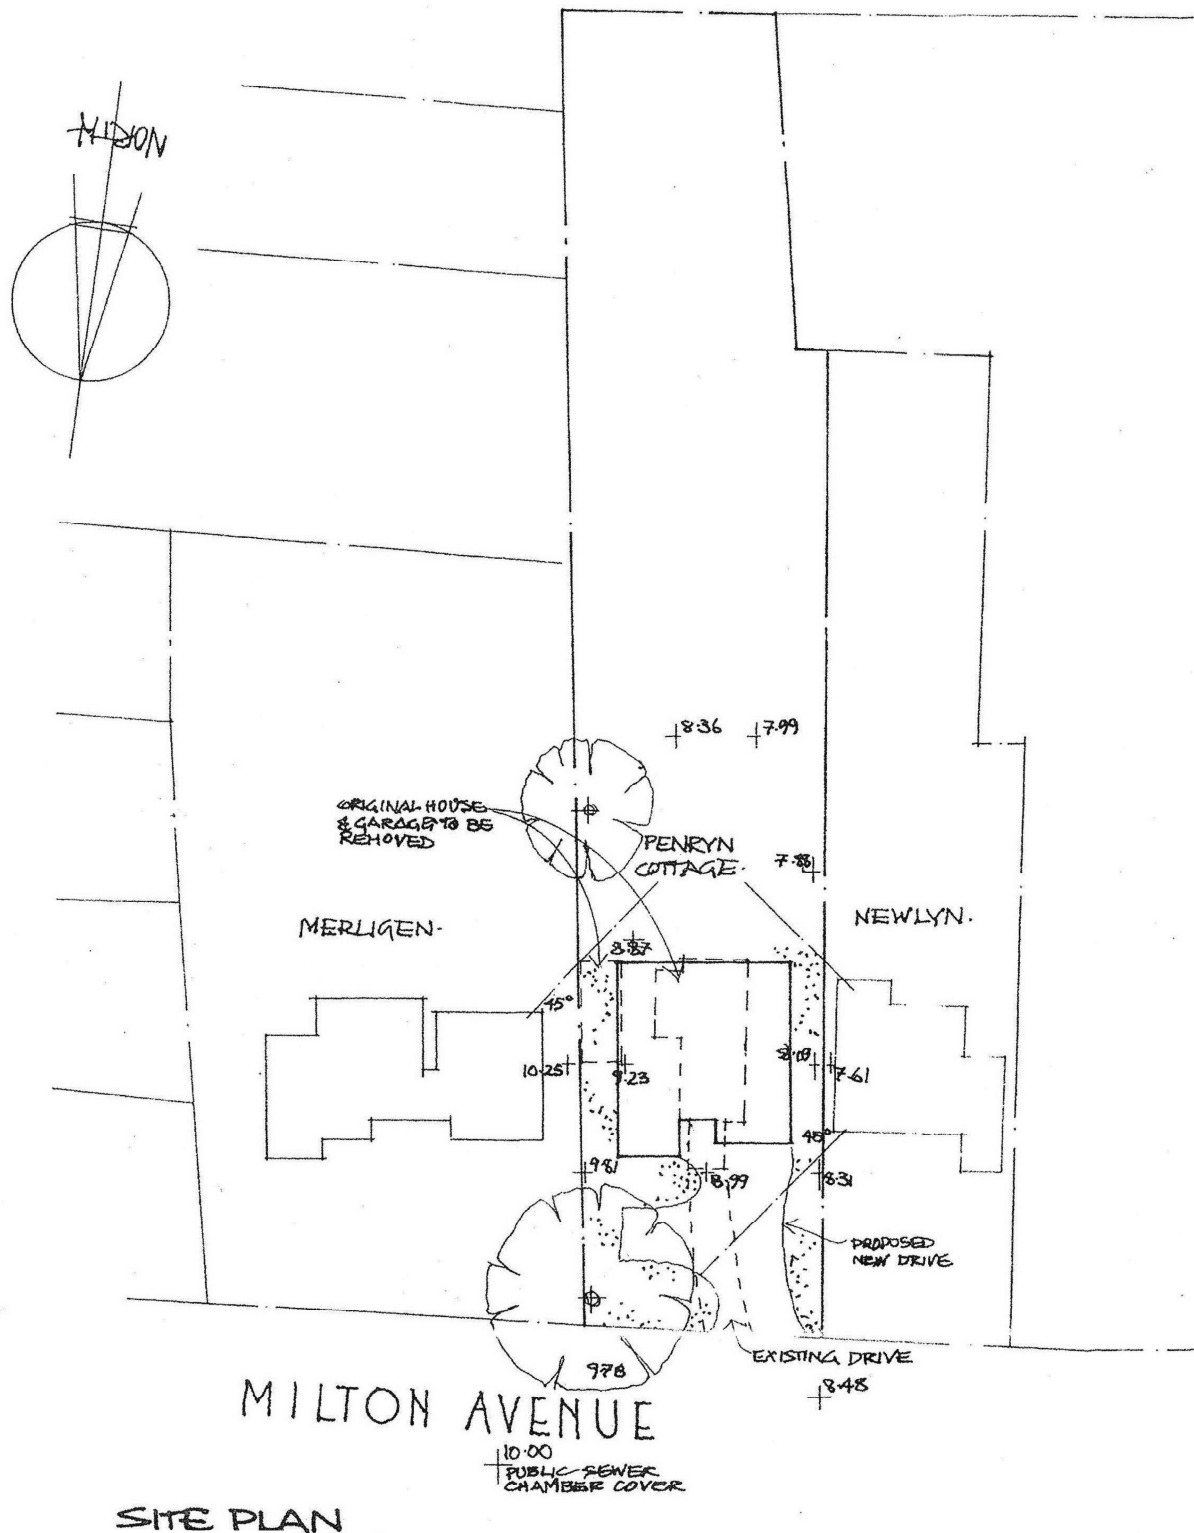 NORTH
8.36
7.99
ORIGINAL HOUSE
& GARAGE TO BE
REMOVED
PENRYN
COTTAGE.
7.88
MERLIGEN.
NEWLYN.
8.87
45°
10.25
9.23
8.19
7.61
45°
9.81
8.99
8.31
PROPOSED
NEW DRIVE
EXISTING DRIVE
9.78
8.48
MILTON AVENUE
10.00
PUBLIC SEWER
CHAMBER COVER
SITE PLAN